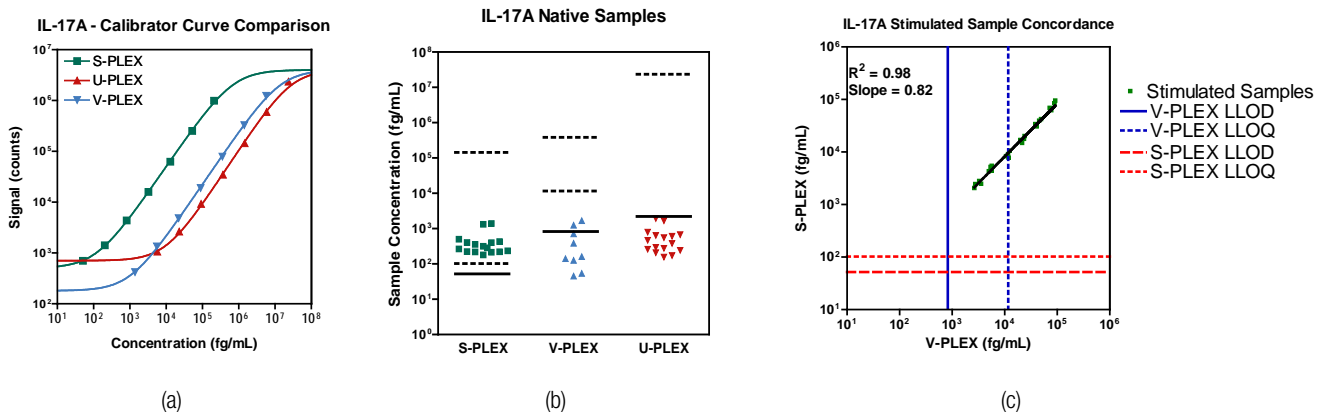 IL-17A - Calibrator Curve Comparison
10⁷
10⁶
10⁵
10⁴
10³
10²
Signal (counts)
S-PLEX
U-PLEX
V-PLEX
10¹ 10² 10³ 10⁴ 10⁵ 10⁶ 10⁷ 10⁸
Concentration (fg/mL)
(a)
IL-17A Native Samples
10⁸
10⁷
10⁶
10⁵
10⁴
10³
10²
10¹
10⁰
Sample Concentration (fg/mL)
S-PLEX V-PLEX U-PLEX
(b)
IL-17A Stimulated Sample Concordance
10⁶
10⁵
10⁴
10³
10²
10¹
S-PLEX (fg/mL)
R² = 0.98
Slope = 0.82
10¹ 10² 10³ 10⁴ 10⁵ 10⁶
V-PLEX (fg/mL)
Stimulated Samples
V-PLEX LLOD
V-PLEX LLOQ
S-PLEX LLOD
S-PLEX LLOQ
(c)